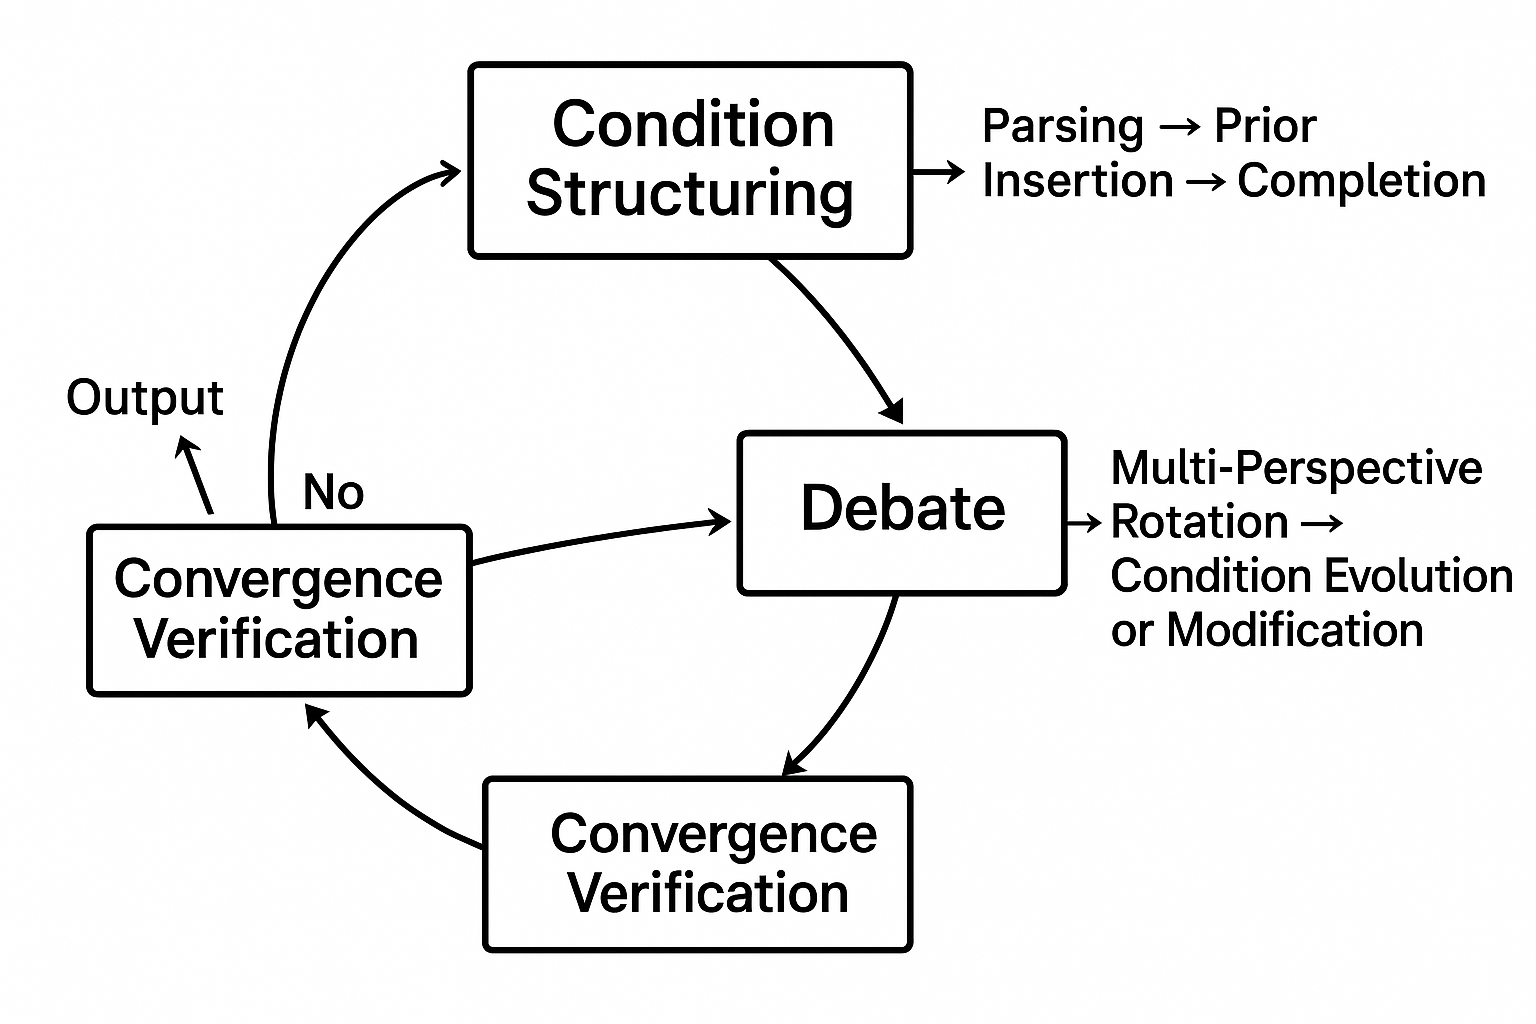 Condition
Structuring
Parsing → Prior
Insertion → Completion
Output
No
Debate
Multi-Perspective
Rotation →
Condition Evolution
or Modification
Convergence
Verification
Convergence
Verification